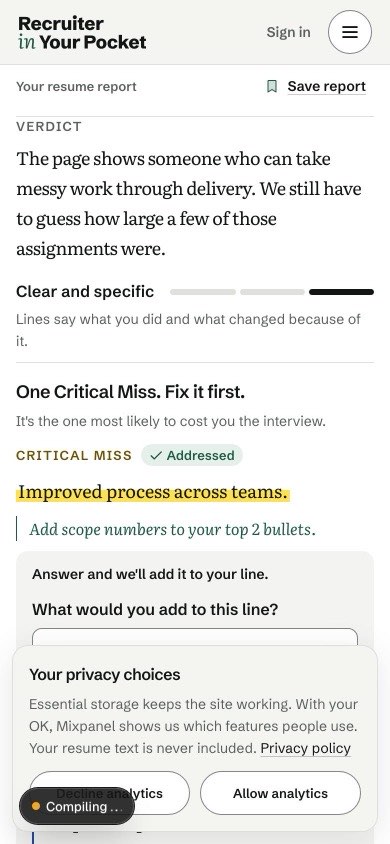 Recruiter
in Your Pocket
Sign in
Your resume report
Save report
VERDICT
The page shows someone who can take
messy work through delivery. We still have
to guess how large a few of those
assignments were.
Clear and specific
Lines say what you did and what changed because of
it.
One Critical Miss. Fix it first.
It's the one most likely to cost you the interview.
CRITICAL MISS
Addressed
Improved process across teams.
Add scope numbers to your top 2 bullets.
Answer and we'll add it to your line.
What would you add to this line?
Your privacy choices
Essential storage keeps the site working. With your
OK, Mixpanel shows us which features people use.
Your resume text is never included. Privacy policy
Decline analytics
Allow analytics
Compiling ...